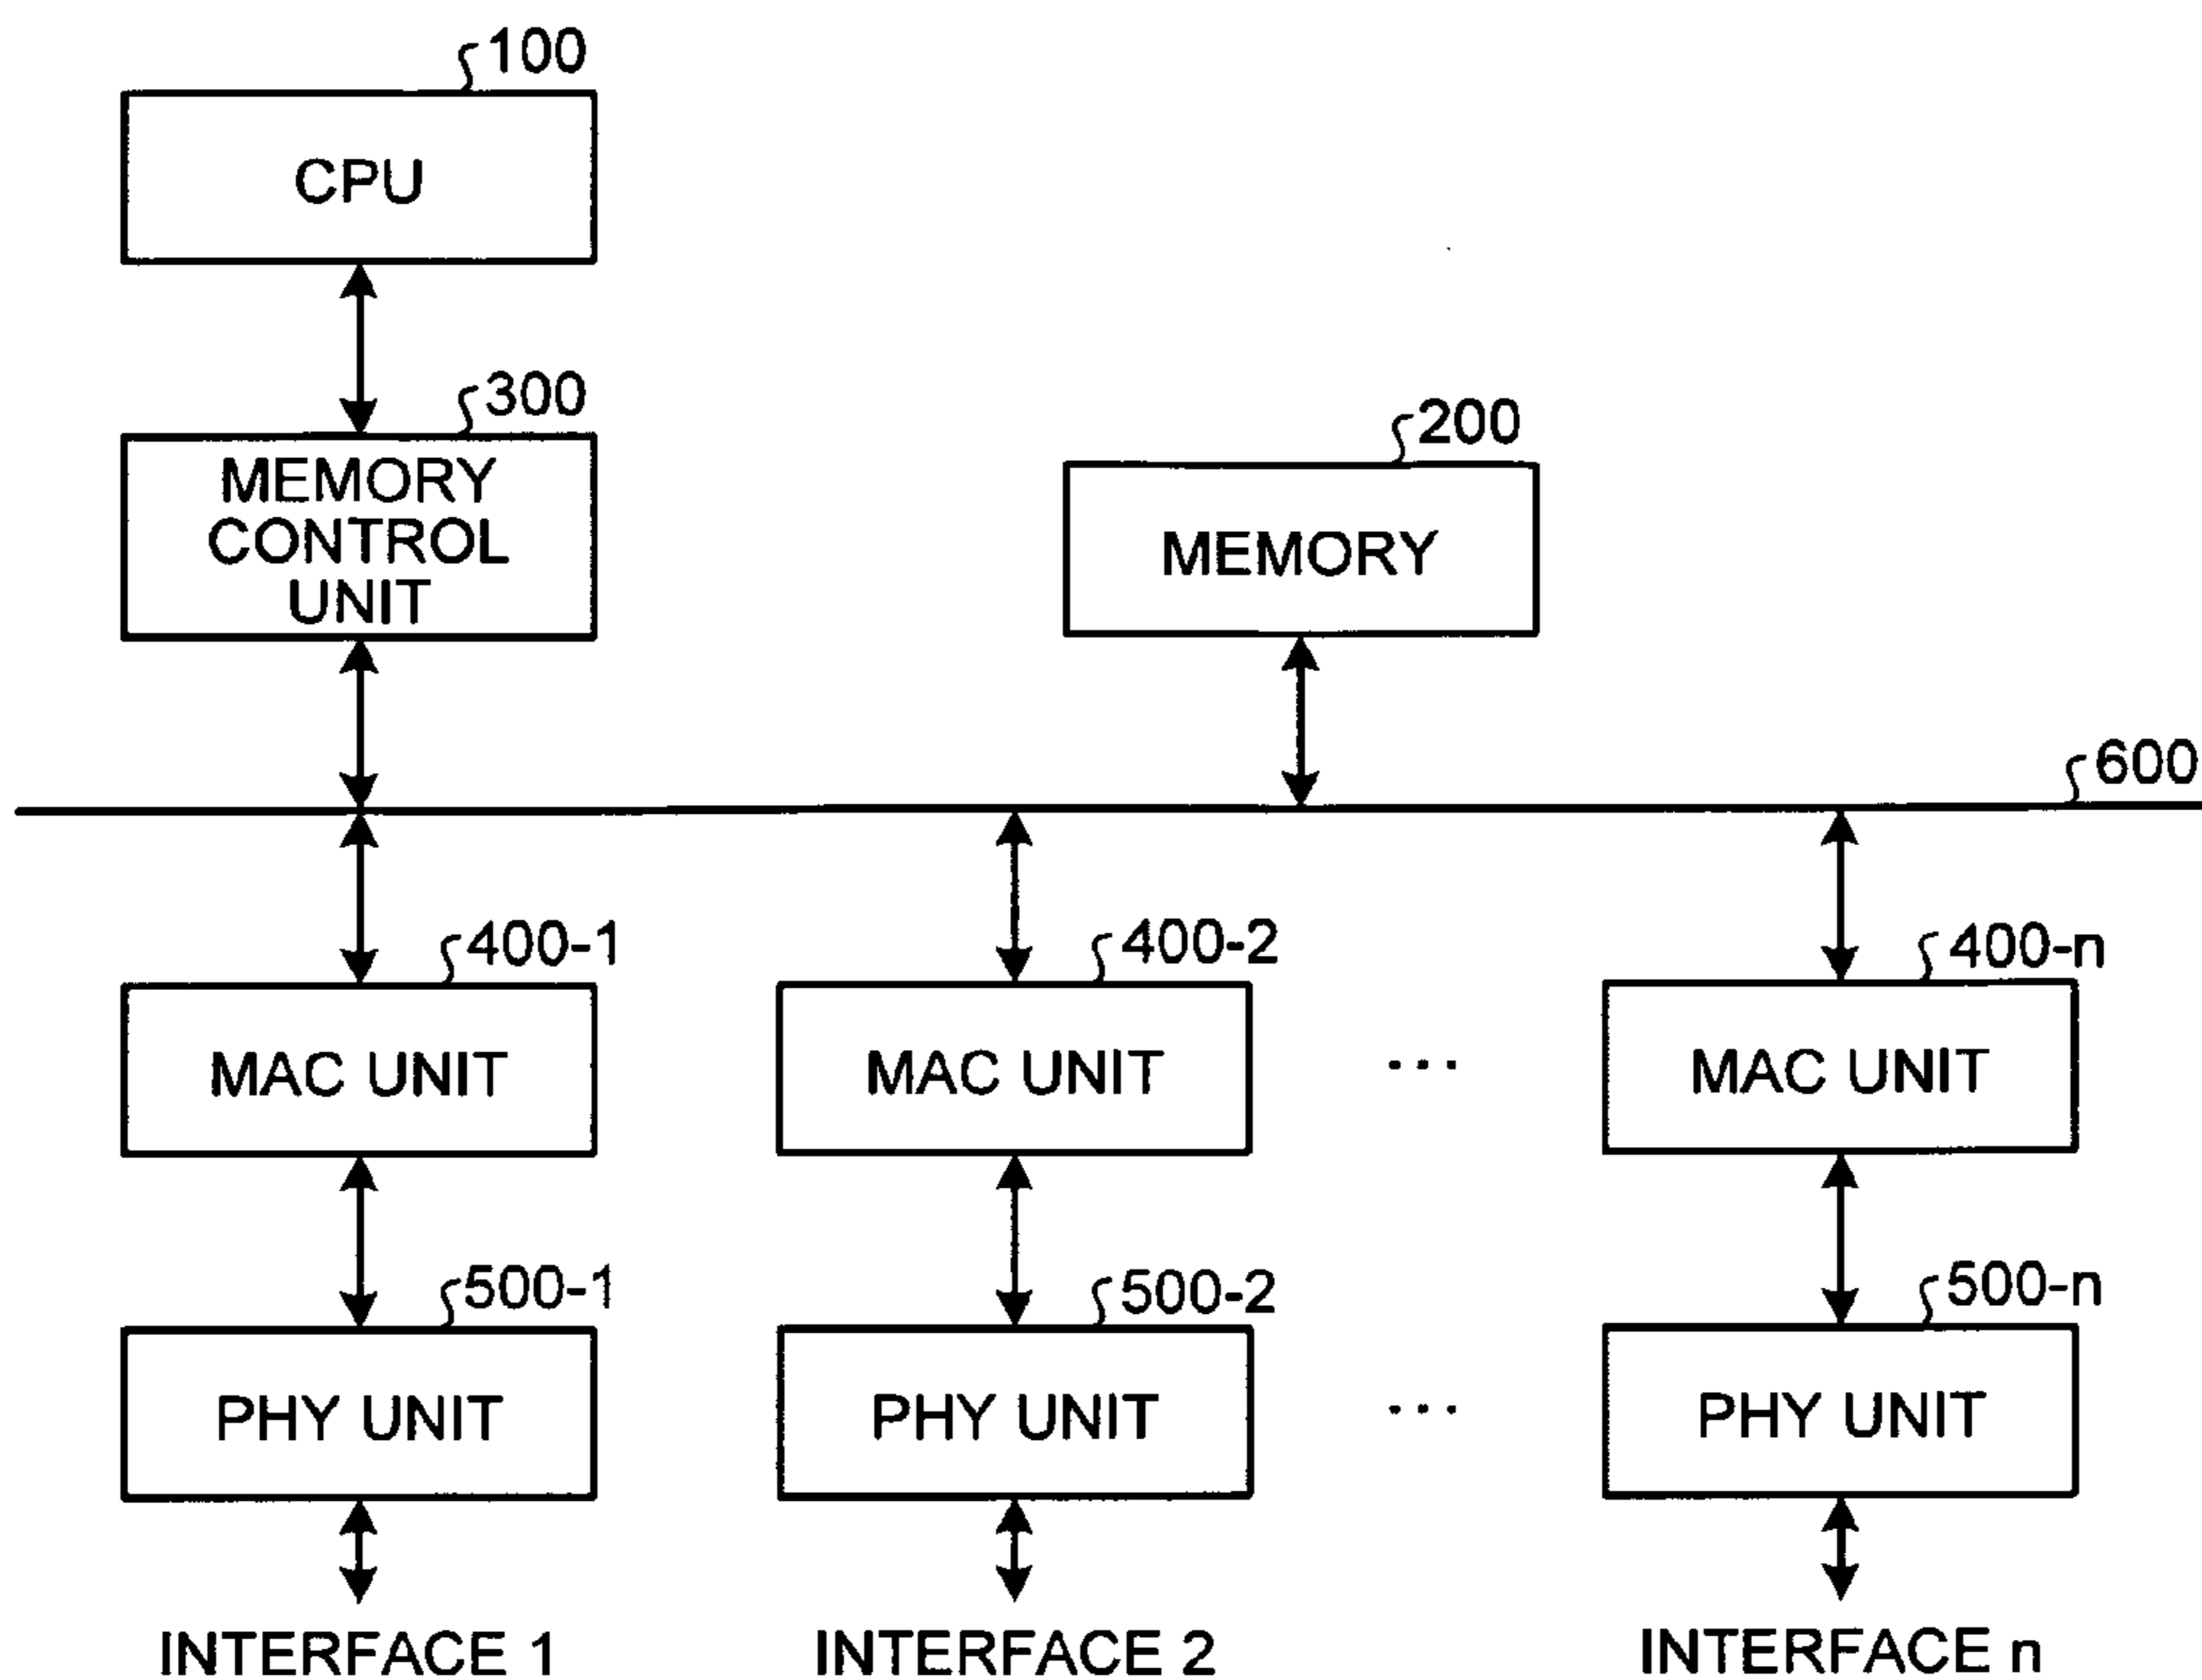 100
CPU
300
MEMORY
CONTROL
UNIT
200
MEMORY
600
400-1
MAC UNIT
400-2
MAC UNIT
...
400-n
MAC UNIT
500-1
PHY UNIT
500-2
PHY UNIT
...
500-n
PHY UNIT
INTERFACE 1
INTERFACE 2
INTERFACE n